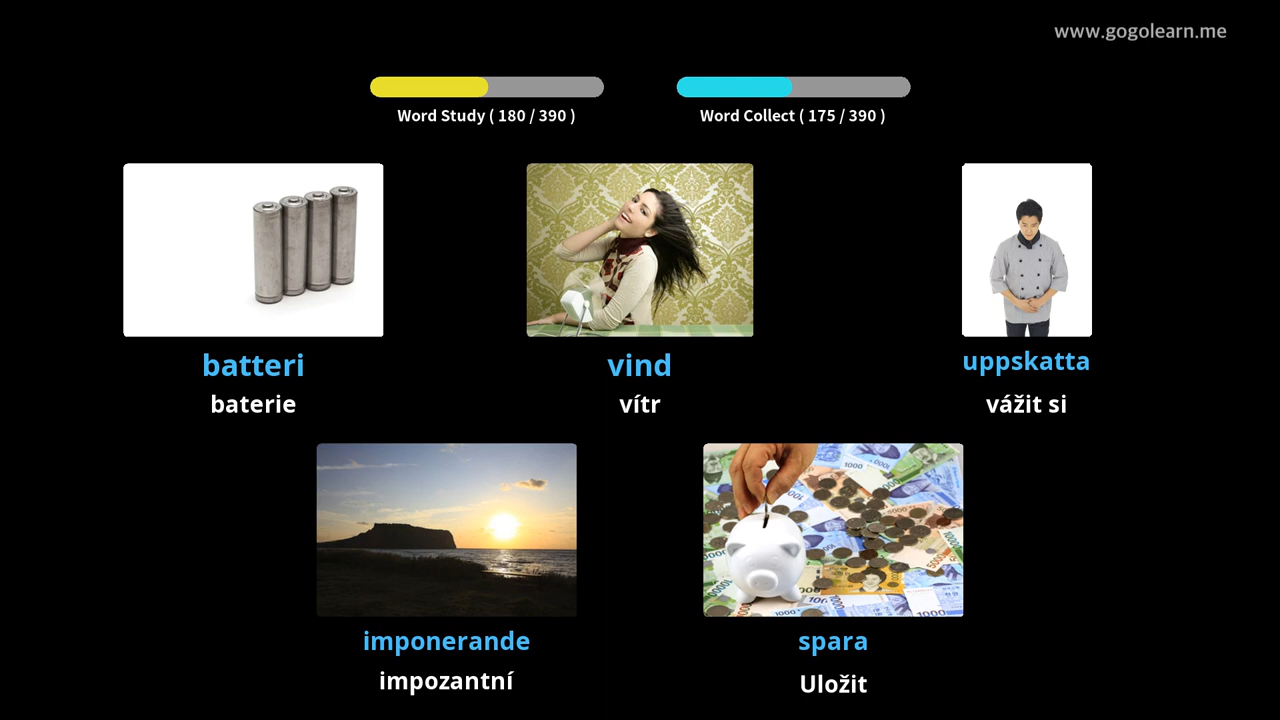 www.gogolearn.me
Word Study ( 180 / 390 )
Word Collect ( 175 / 390 )
batteri
baterie
vind
vítr
uppskatta
vážit si
imponerande
impozantní
spara
Uložit